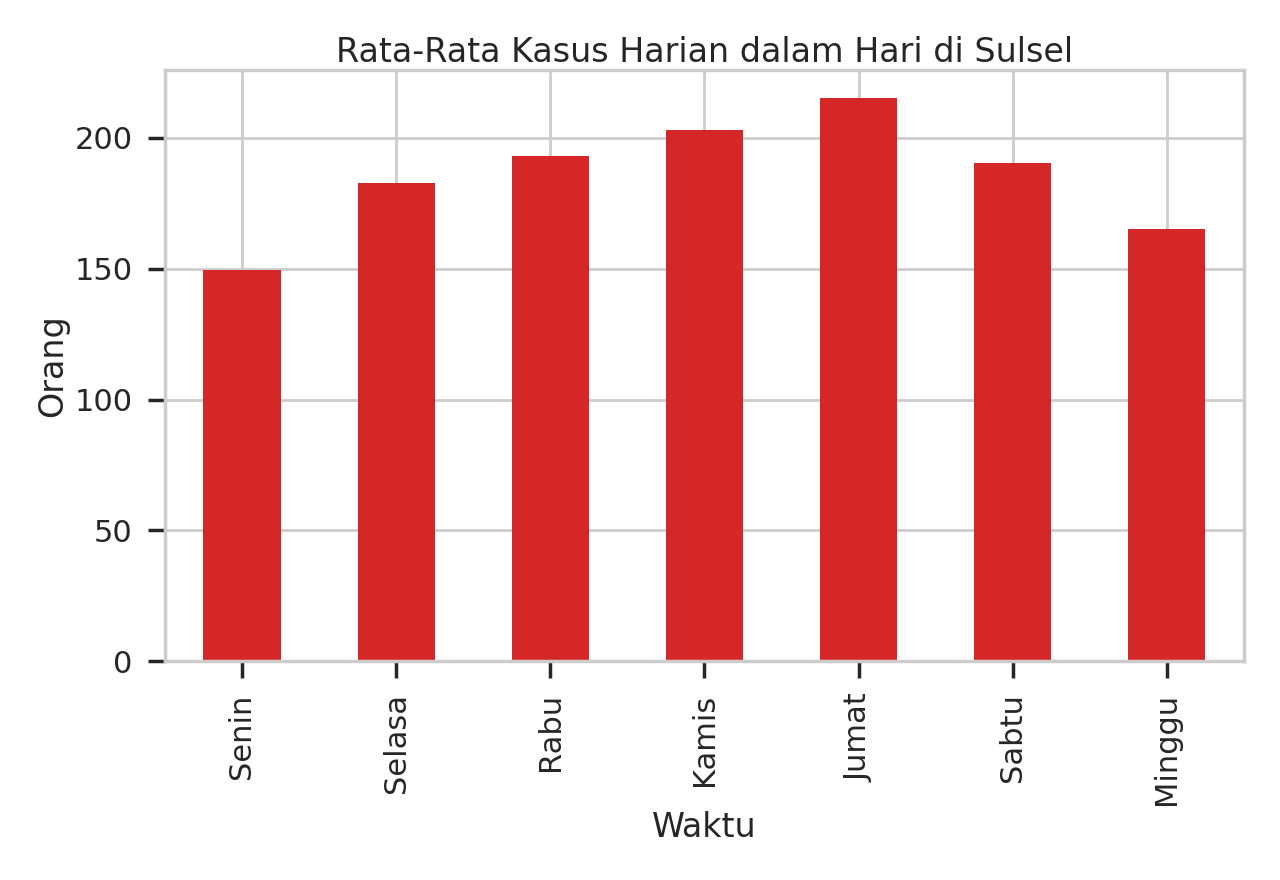 Rata-Rata Kasus Harian dalam Hari di Sulsel
Orang
200
150
100
50
0
Senin
Selasa
Rabu
Kamis
Jumat
Sabtu
Minggu
Waktu